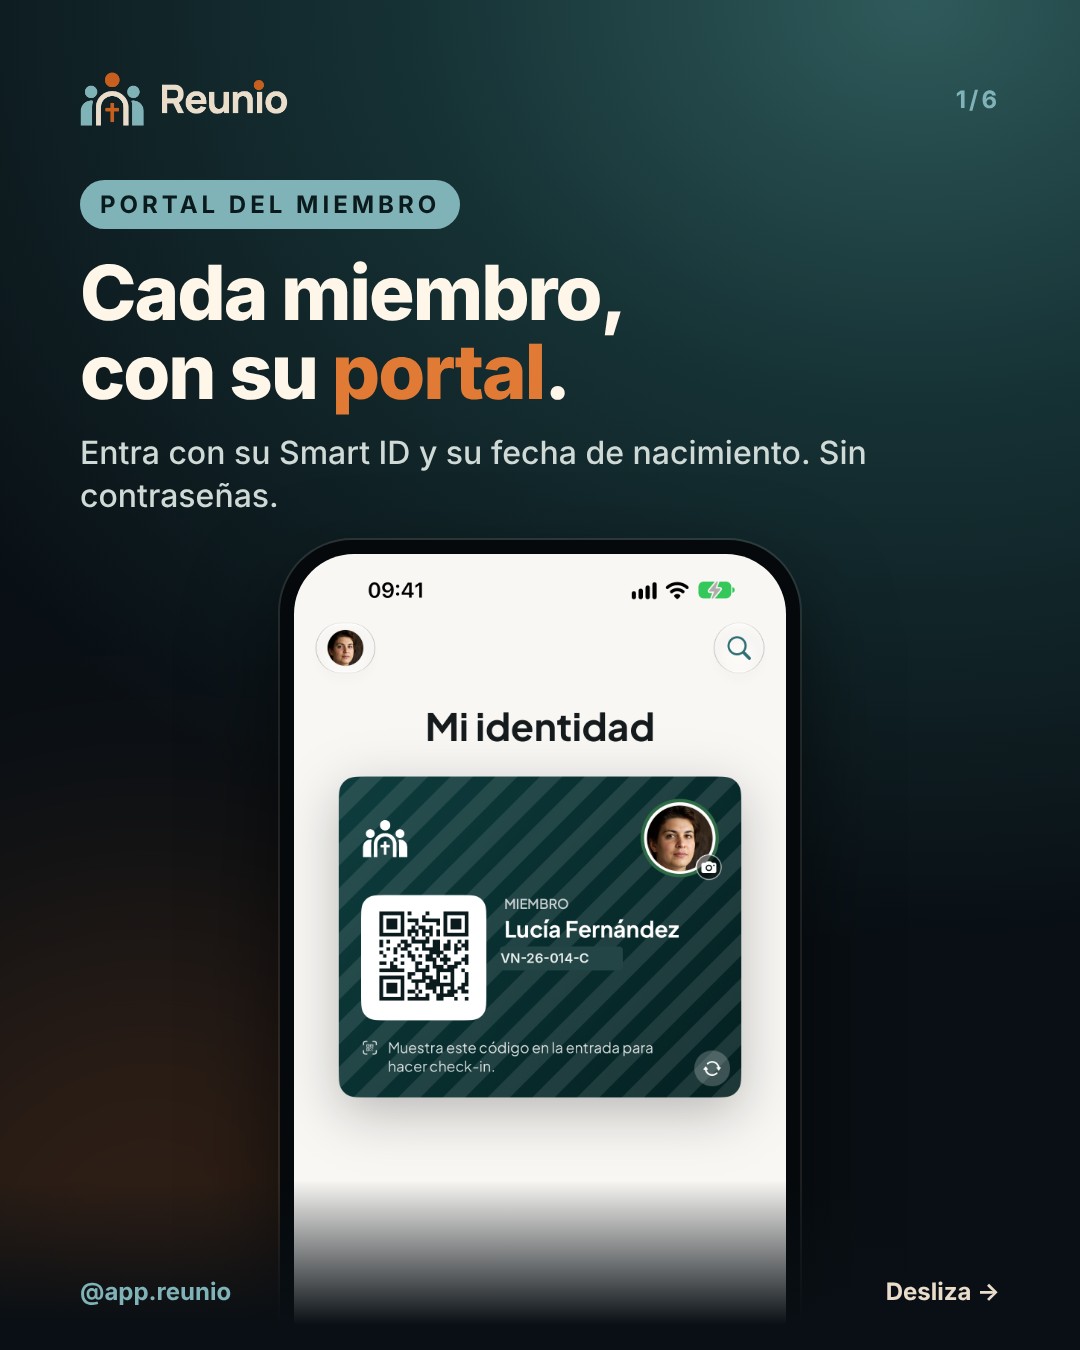 Reunio
1/6
PORTAL DEL MIEMBRO
Cada miembro,
con su portal.
Entra con su Smart ID y su fecha de nacimiento. Sin
contraseñas.
09:41
Mi identidad
MIEMBRO
Lucía Fernández
VN-26-014-C
Muestra este código en la entrada para
hacer check-in.
@app.reunio
Desliza →